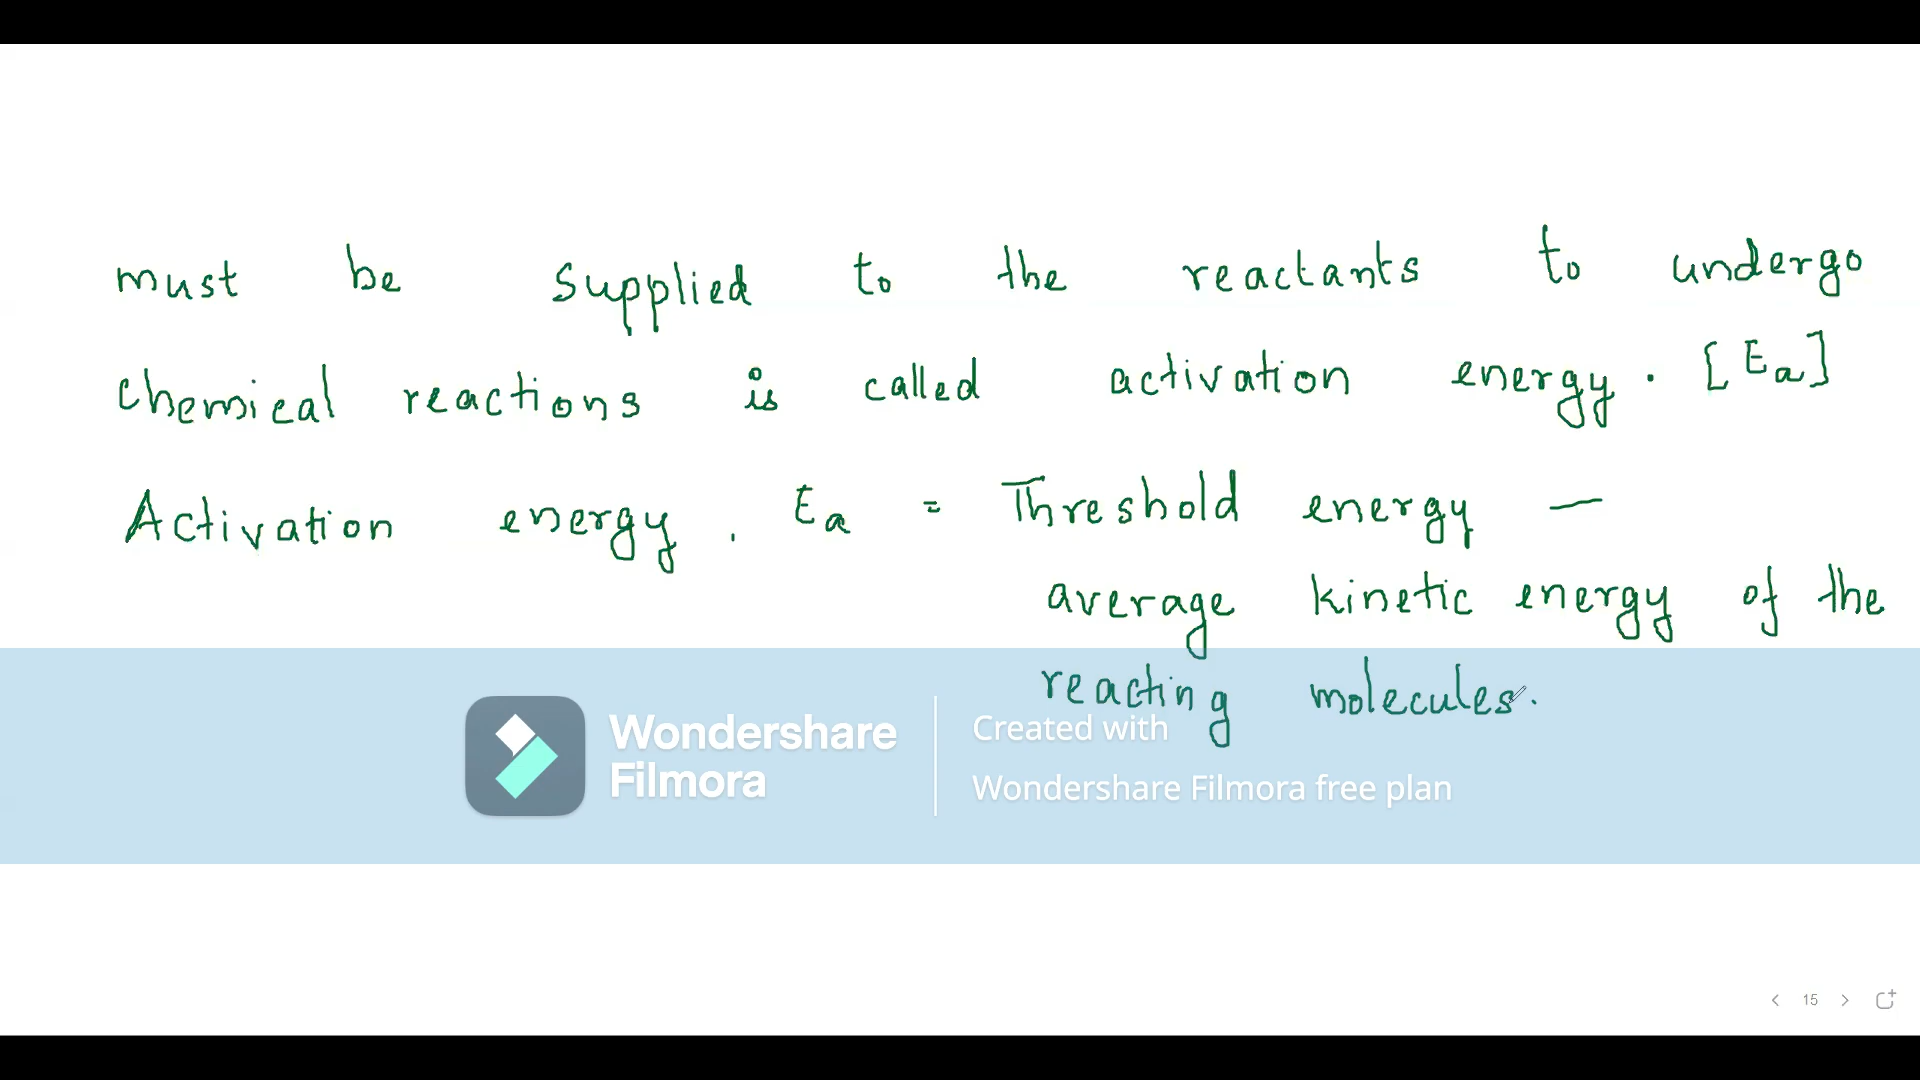 must be supplied to the reactants to undergo
chemical reactions is called activation energy. [Ea]
Activation energy. Ea = Threshold energy —
average kinetic energy of the
reacting molecules.
Wondershare
Filmora
Created with
Wondershare Filmora free plan
15